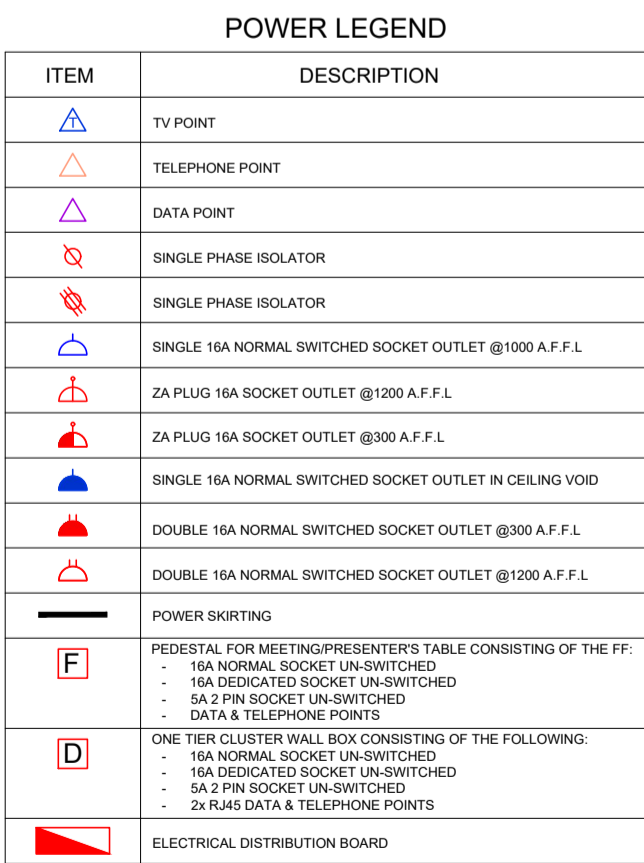 POWER LEGEND
ITEM DESCRIPTION
T TV POINT
TELEPHONE POINT
DATA POINT
SINGLE PHASE ISOLATOR
SINGLE PHASE ISOLATOR
SINGLE 16A NORMAL SWITCHED SOCKET OUTLET @1000 A.F.F.L
ZA PLUG 16A SOCKET OUTLET @1200 A.F.F.L
ZA PLUG 16A SOCKET OUTLET @300 A.F.F.L
SINGLE 16A NORMAL SWITCHED SOCKET OUTLET IN CEILING VOID
DOUBLE 16A NORMAL SWITCHED SOCKET OUTLET @300 A.F.F.L
DOUBLE 16A NORMAL SWITCHED SOCKET OUTLET @1200 A.F.F.L
POWER SKIRTING
F PEDESTAL FOR MEETING/PRESENTER'S TABLE CONSISTING OF THE FF:
- 16A NORMAL SOCKET UN-SWITCHED
- 16A DEDICATED SOCKET UN-SWITCHED
- 5A 2 PIN SOCKET UN-SWITCHED
- DATA & TELEPHONE POINTS
D ONE TIER CLUSTER WALL BOX CONSISTING OF THE FOLLOWING:
- 16A NORMAL SOCKET UN-SWITCHED
- 16A DEDICATED SOCKET UN-SWITCHED
- 5A 2 PIN SOCKET UN-SWITCHED
- 2x RJ45 DATA & TELEPHONE POINTS
ELECTRICAL DISTRIBUTION BOARD